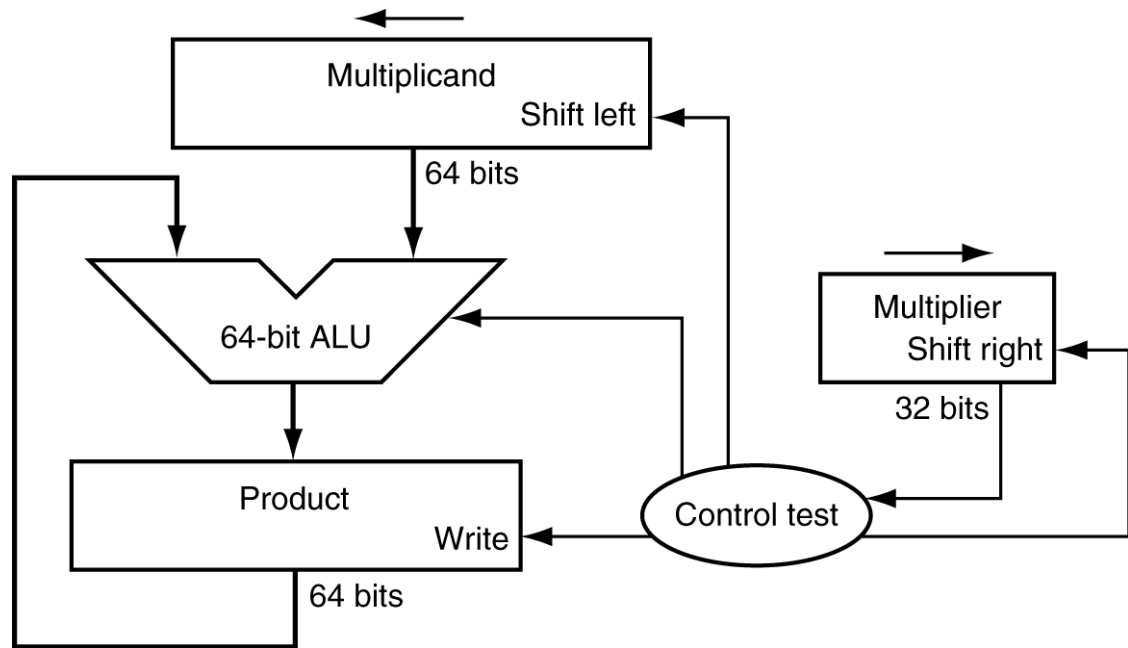 Multiplicand
Shift left
64 bits
64-bit ALU
Multiplier
Shift right
32 bits
Product
Write
Control test
64 bits